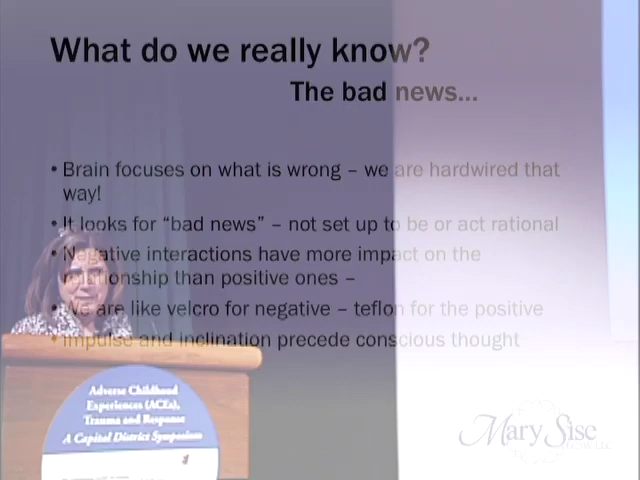 What do we really know?
The bad news...
• Brain focuses on what is wrong – we are hardwired that
way!
• It looks for “bad news” – not set up to be or act rational
• Negative interactions have more impact on the
relationship than positive ones –
• We are like velcro for negative – teflon for the positive
• Impulse and inclination precede conscious thought
Adverse Childhood
Experiences (ACEs),
Trauma and Response
A Capital District Symposium
Mary Sise